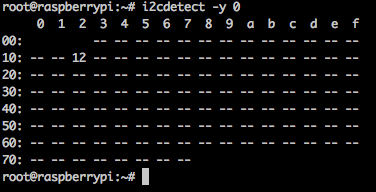 root@raspberrypi:~# i2cdetect -y 0
     0  1  2  3  4  5  6  7  8  9  a  b  c  d  e  f
00:          -- -- -- -- -- -- -- -- -- -- -- -- --
10: -- -- 12 -- -- -- -- -- -- -- -- -- -- -- -- --
20: -- -- -- -- -- -- -- -- -- -- -- -- -- -- -- --
30: -- -- -- -- -- -- -- -- -- -- -- -- -- -- -- --
40: -- -- -- -- -- -- -- -- -- -- -- -- -- -- -- --
50: -- -- -- -- -- -- -- -- -- -- -- -- -- -- -- --
60: -- -- -- -- -- -- -- -- -- -- -- -- -- -- -- --
70: -- -- -- -- -- -- -- --
root@raspberrypi:~#